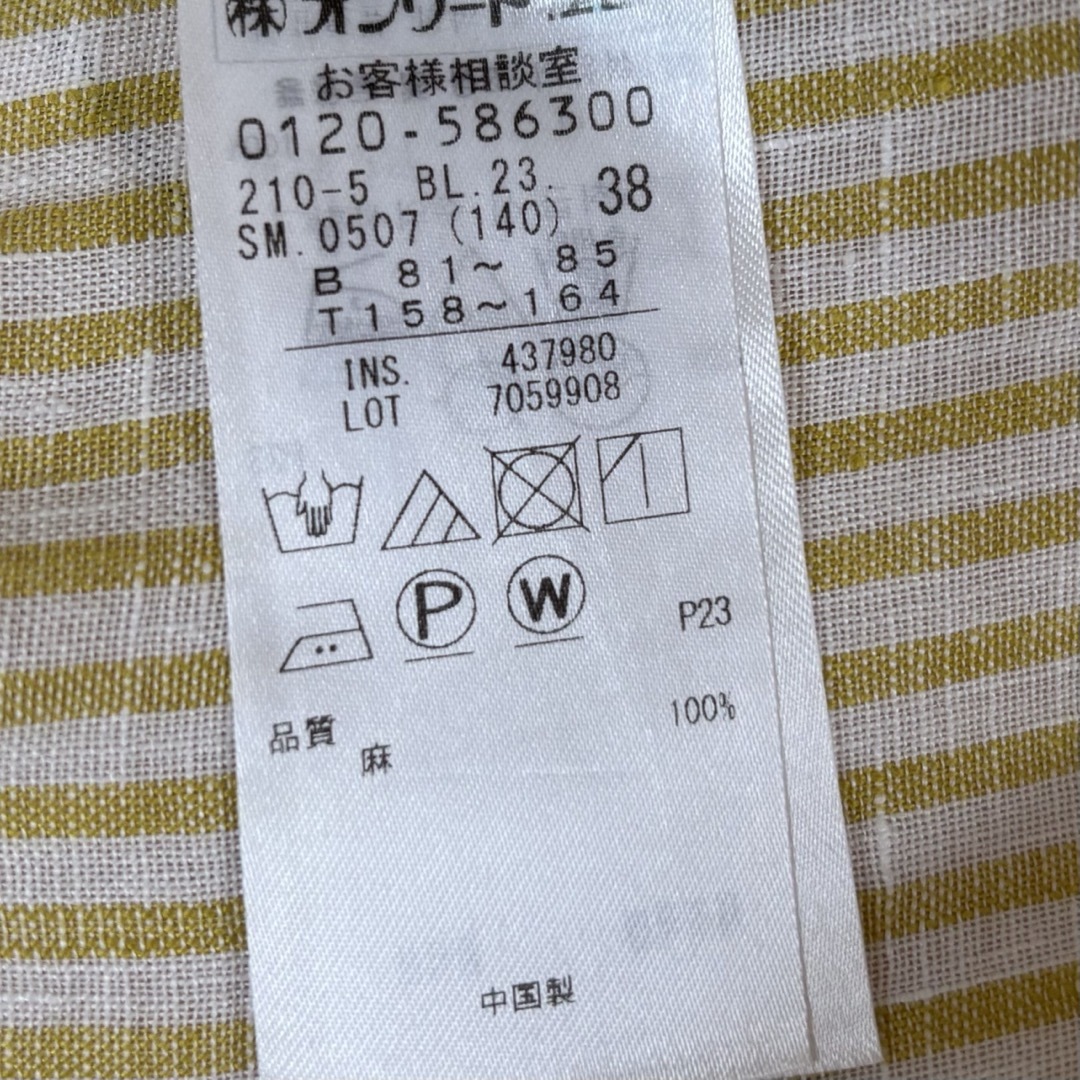 ㈱オンワード
お客様相談室
0120-586300
210-5 BL.23. 38
SM.0507 (140)
B 81～ 85
T158～164
INS. 437980
LOT 7059908
P W P23
品質 100%
麻
中国製